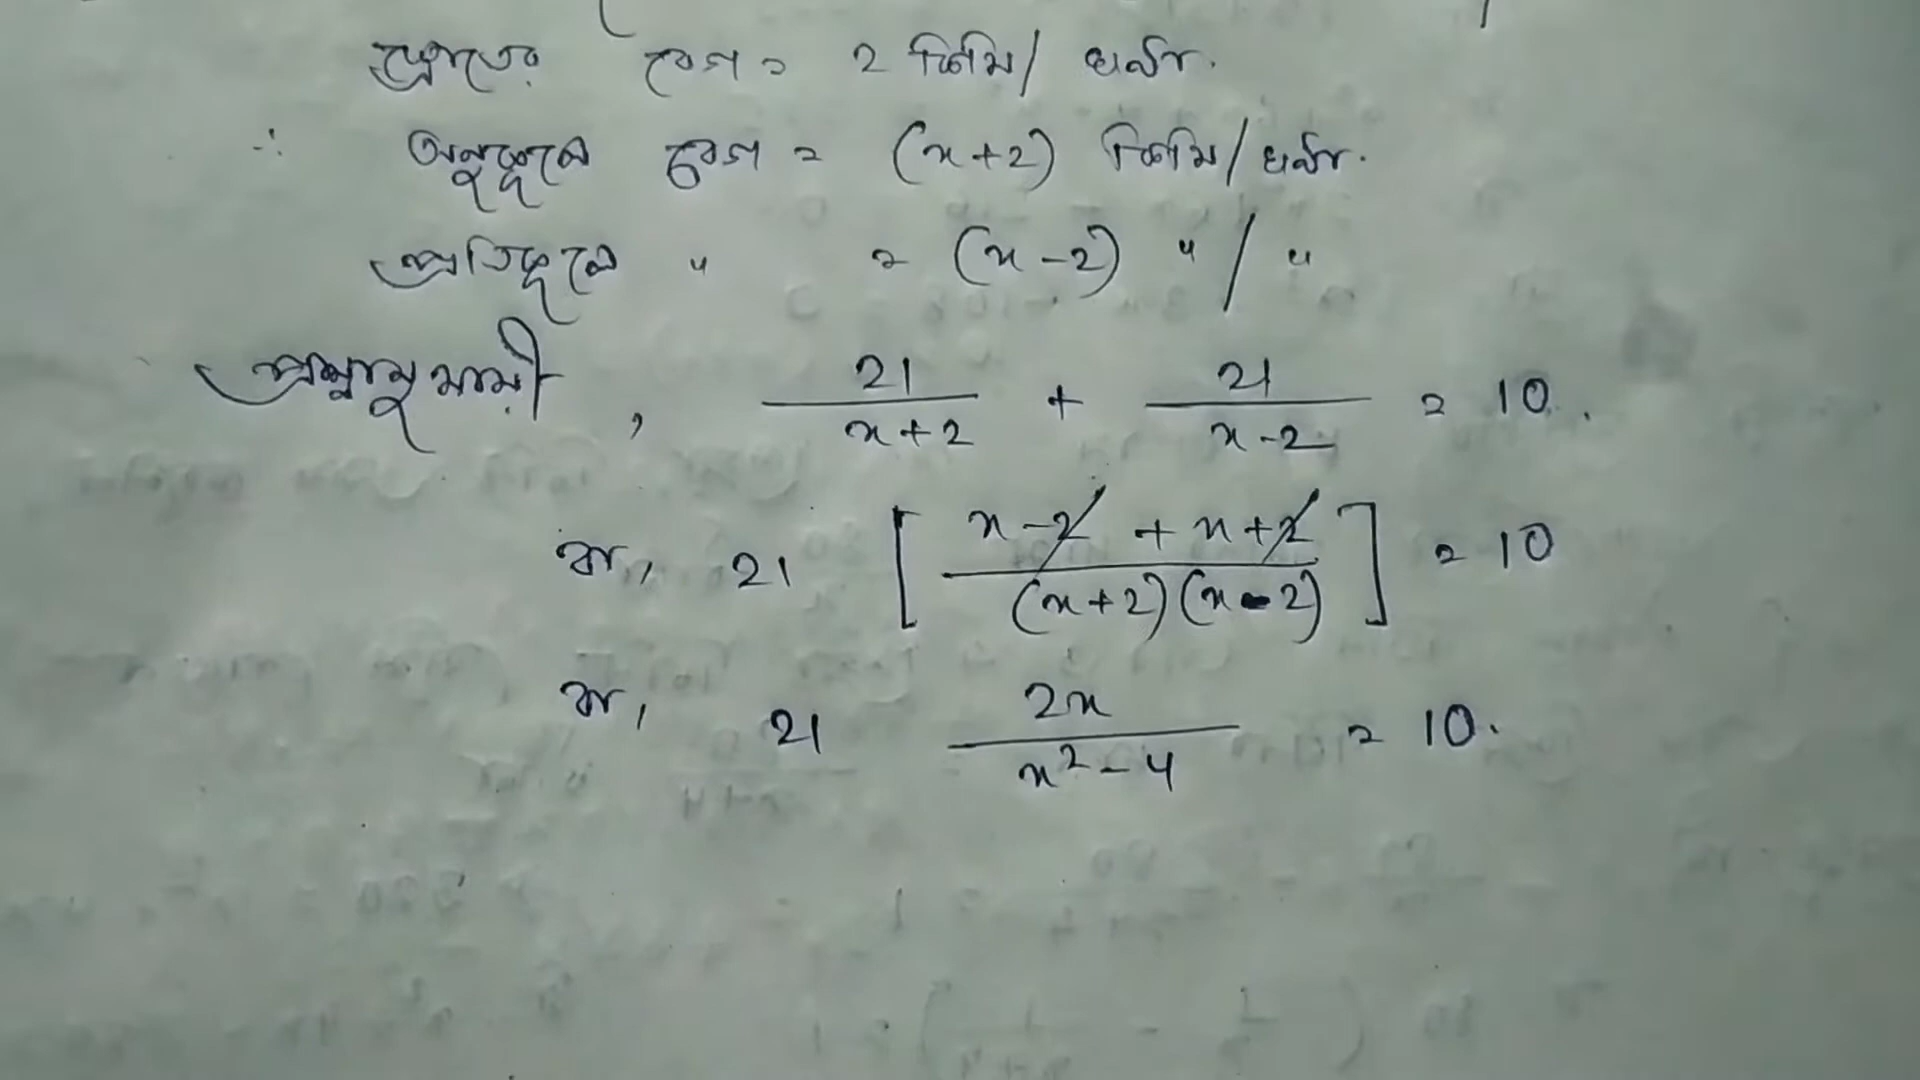 স্রোতের বেগ = 2 কিমি/ ঘন্টা.
∴ অনুকূলে বেগ = (x+2) কিমি/ঘন্টা.
প্রতিকূলে " = (x-2) " / "
প্রশ্নানুসারে, 21/(x+2) + 21/(x-2) = 10.
বা, 21 [(x-2 + x+2)/((x+2)(x-2))] = 10
বা, 21 2x/(x²-4) = 10.